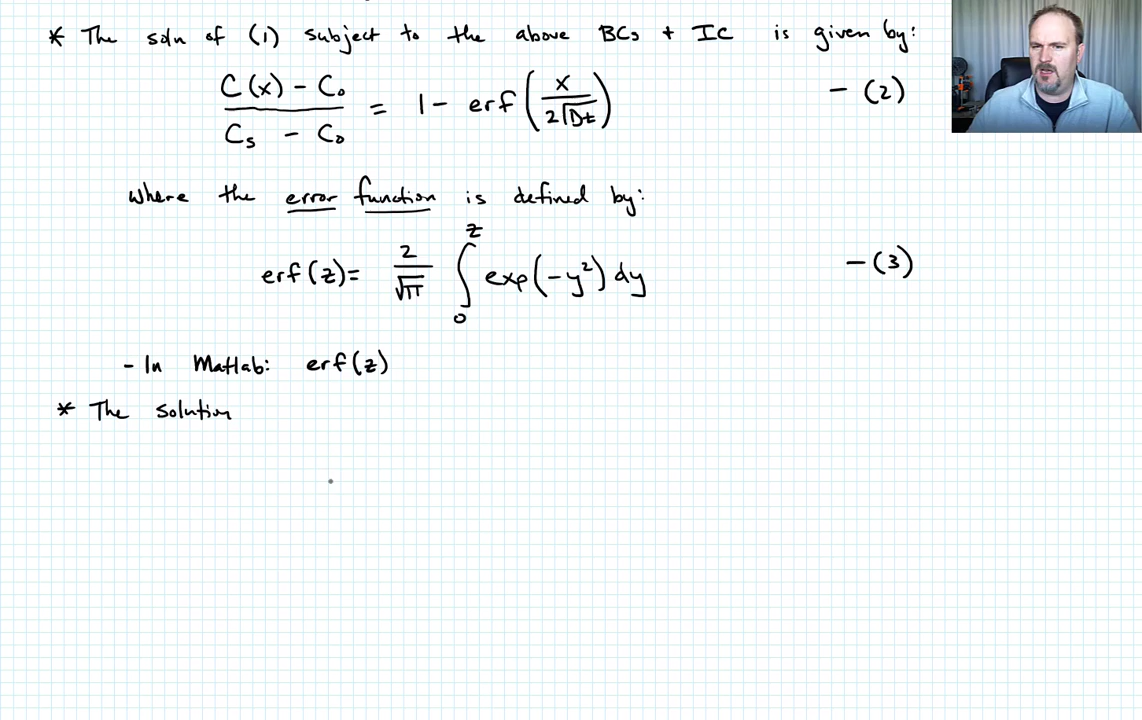 * The soln of (1) subject to the above BCs + IC is given by:
C(x) - C₀ / C_s - C₀ = 1 - erf(x / 2√Dt) - (2)
where the error function is defined by:
erf(z) = 2/√π ∫₀ᶻ exp(-y²) dy - (3)
- In Matlab: erf(z)
* The solution